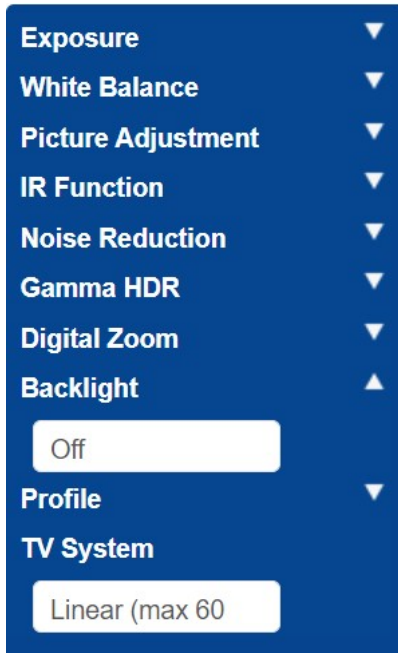 Exposure
White Balance
Picture Adjustment
IR Function
Noise Reduction
Gamma HDR
Digital Zoom
Backlight
Off
Profile
TV System
Linear (max 60